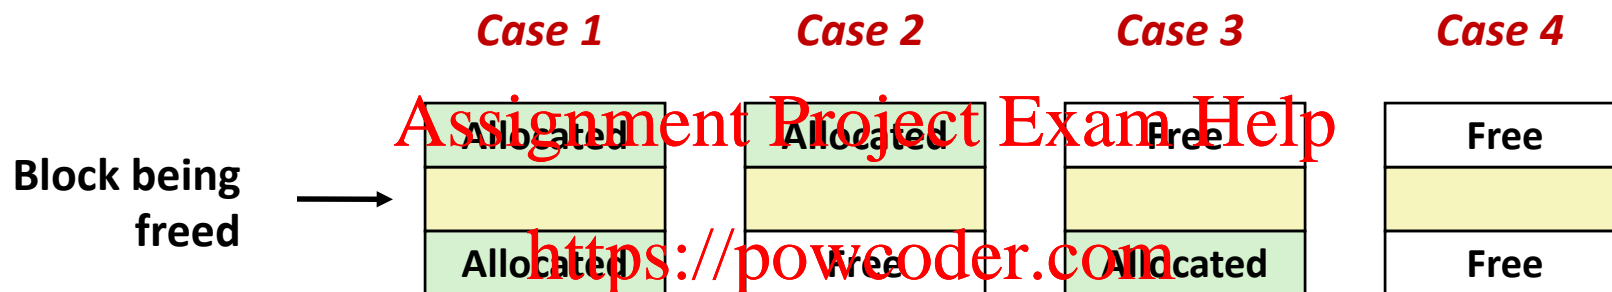 Case 1 Case 2 Case 3 Case 4
Assignment Project Exam Help
Allocated Allocated Free Free
Block being
freed
https://powcoder.com
Allocated Free Allocated Free